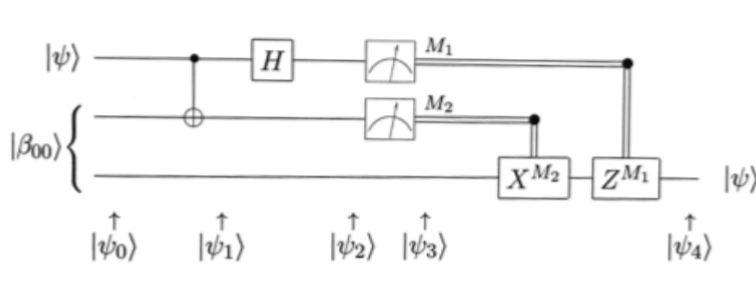 |ψ⟩ H M₁
M₂
|β₀₀⟩
X^M₂ Z^M₁ |ψ⟩
↑ ↑ ↑ ↑ ↑
|ψ₀⟩ |ψ₁⟩ |ψ₂⟩ |ψ₃⟩ |ψ₄⟩